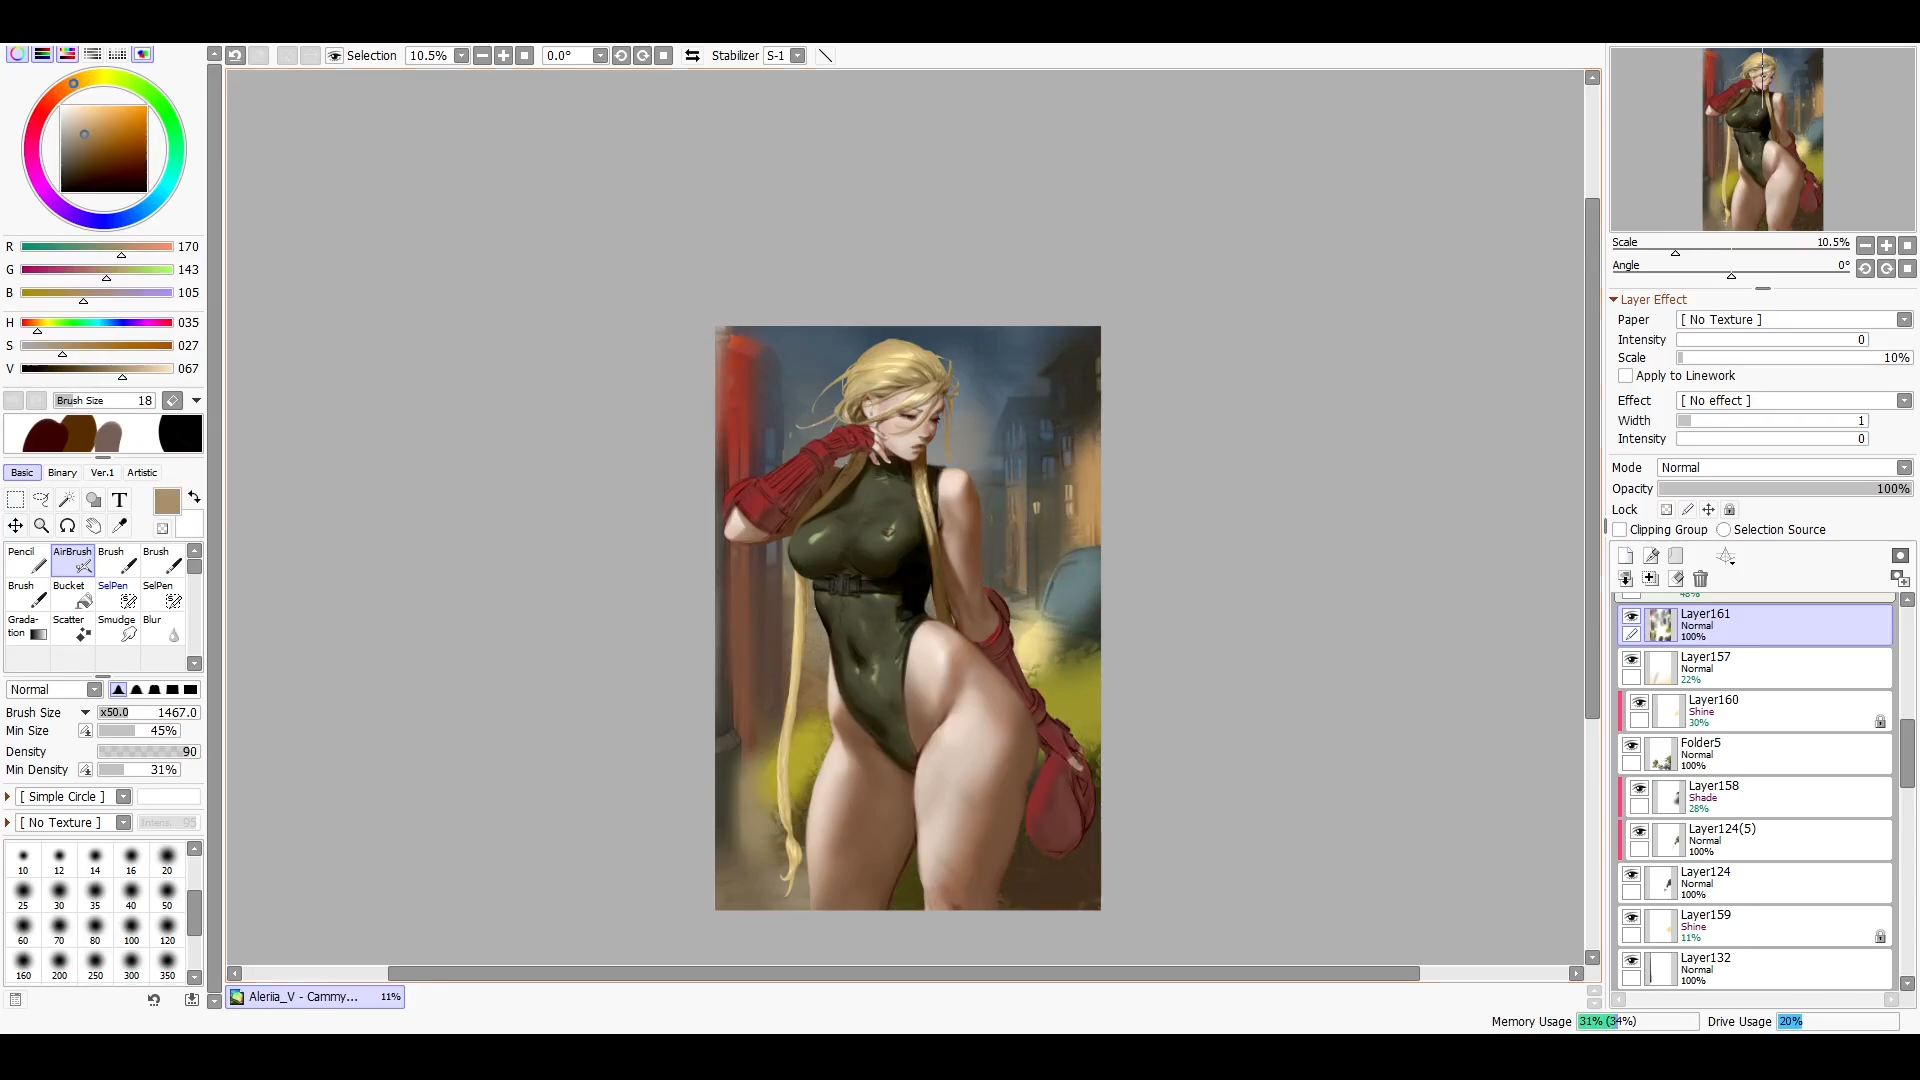 Selection 10.5% 0.0° Stabilizer S-1
R 170
G 143
B 105
H 035
S 027
V 067
Brush Size 18
Basic Binary Ver.1 Artistic
T
Pencil AirBrush Brush Brush
Brush Bucket SelPen SelPen
Grada-
tion Scatter Smudge Blur
Normal
Brush Size x50.0 1467.0
Min Size 45%
Density 90
Min Density 31%
[ Simple Circle ]
[ No Texture ] Intens. 95
10 12 14 16 20
25 30 35 40 50
60 70 80 100 120
160 200 250 300 350
Aleriia_V - Cammy... 11%
Scale 10.5%
Angle 0°
Layer Effect
Paper [ No Texture ]
Intensity 0
Scale 10%
Apply to Linework
Effect [ No effect ]
Width 1
Intensity 0
Mode Normal
Opacity 100%
Lock
Clipping Group Selection Source
48%
Layer161
Normal
100%
Layer157
Normal
22%
Layer160
Shine
30%
Folder5
Normal
100%
Layer158
Shade
28%
Layer124(5)
Normal
100%
Layer124
Normal
100%
Layer159
Shine
11%
Layer132
Normal
100%
Memory Usage 31% (34%) Drive Usage 20%